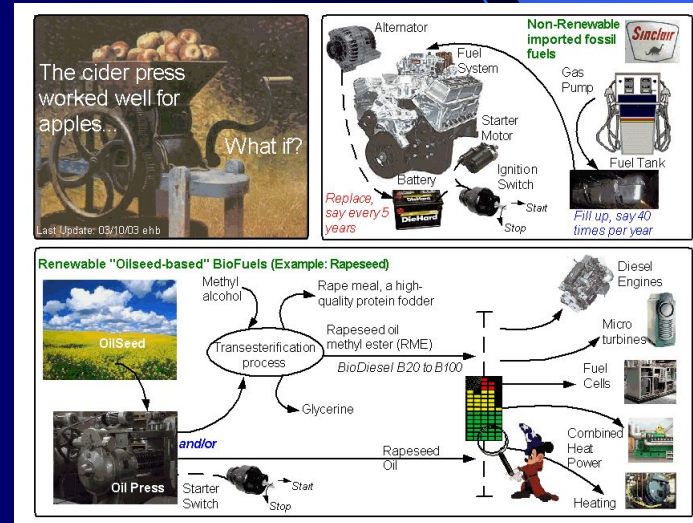 The cider press
worked well for
apples...
What if?
Last Update: 03/10/03 ehb
Alternator
Fuel
System
Non-Renewable
imported fossil
fuels
Sinclair
Gas
Pump
Starter
Motor
Fuel Tank
Ignition
Switch
Battery
DieHard
Replace,
say every 5
years
Start
Stop
Fill up, say 40
times per year
Renewable "Oilseed-based" BioFuels (Example: Rapeseed)
OilSeed
Methyl
alcohol
Rape meal, a high-
quality protein fodder
Transesterification
process
Rapeseed oil
methyl ester (RME)
BioDiesel B20 to B100
Glycerine
and/or
Oil Press
Starter
Switch
Start
Stop
Rapeseed
Oil
Diesel
Engines
Micro
turbines
Fuel
Cells
Combined
Heat
Power
Heating